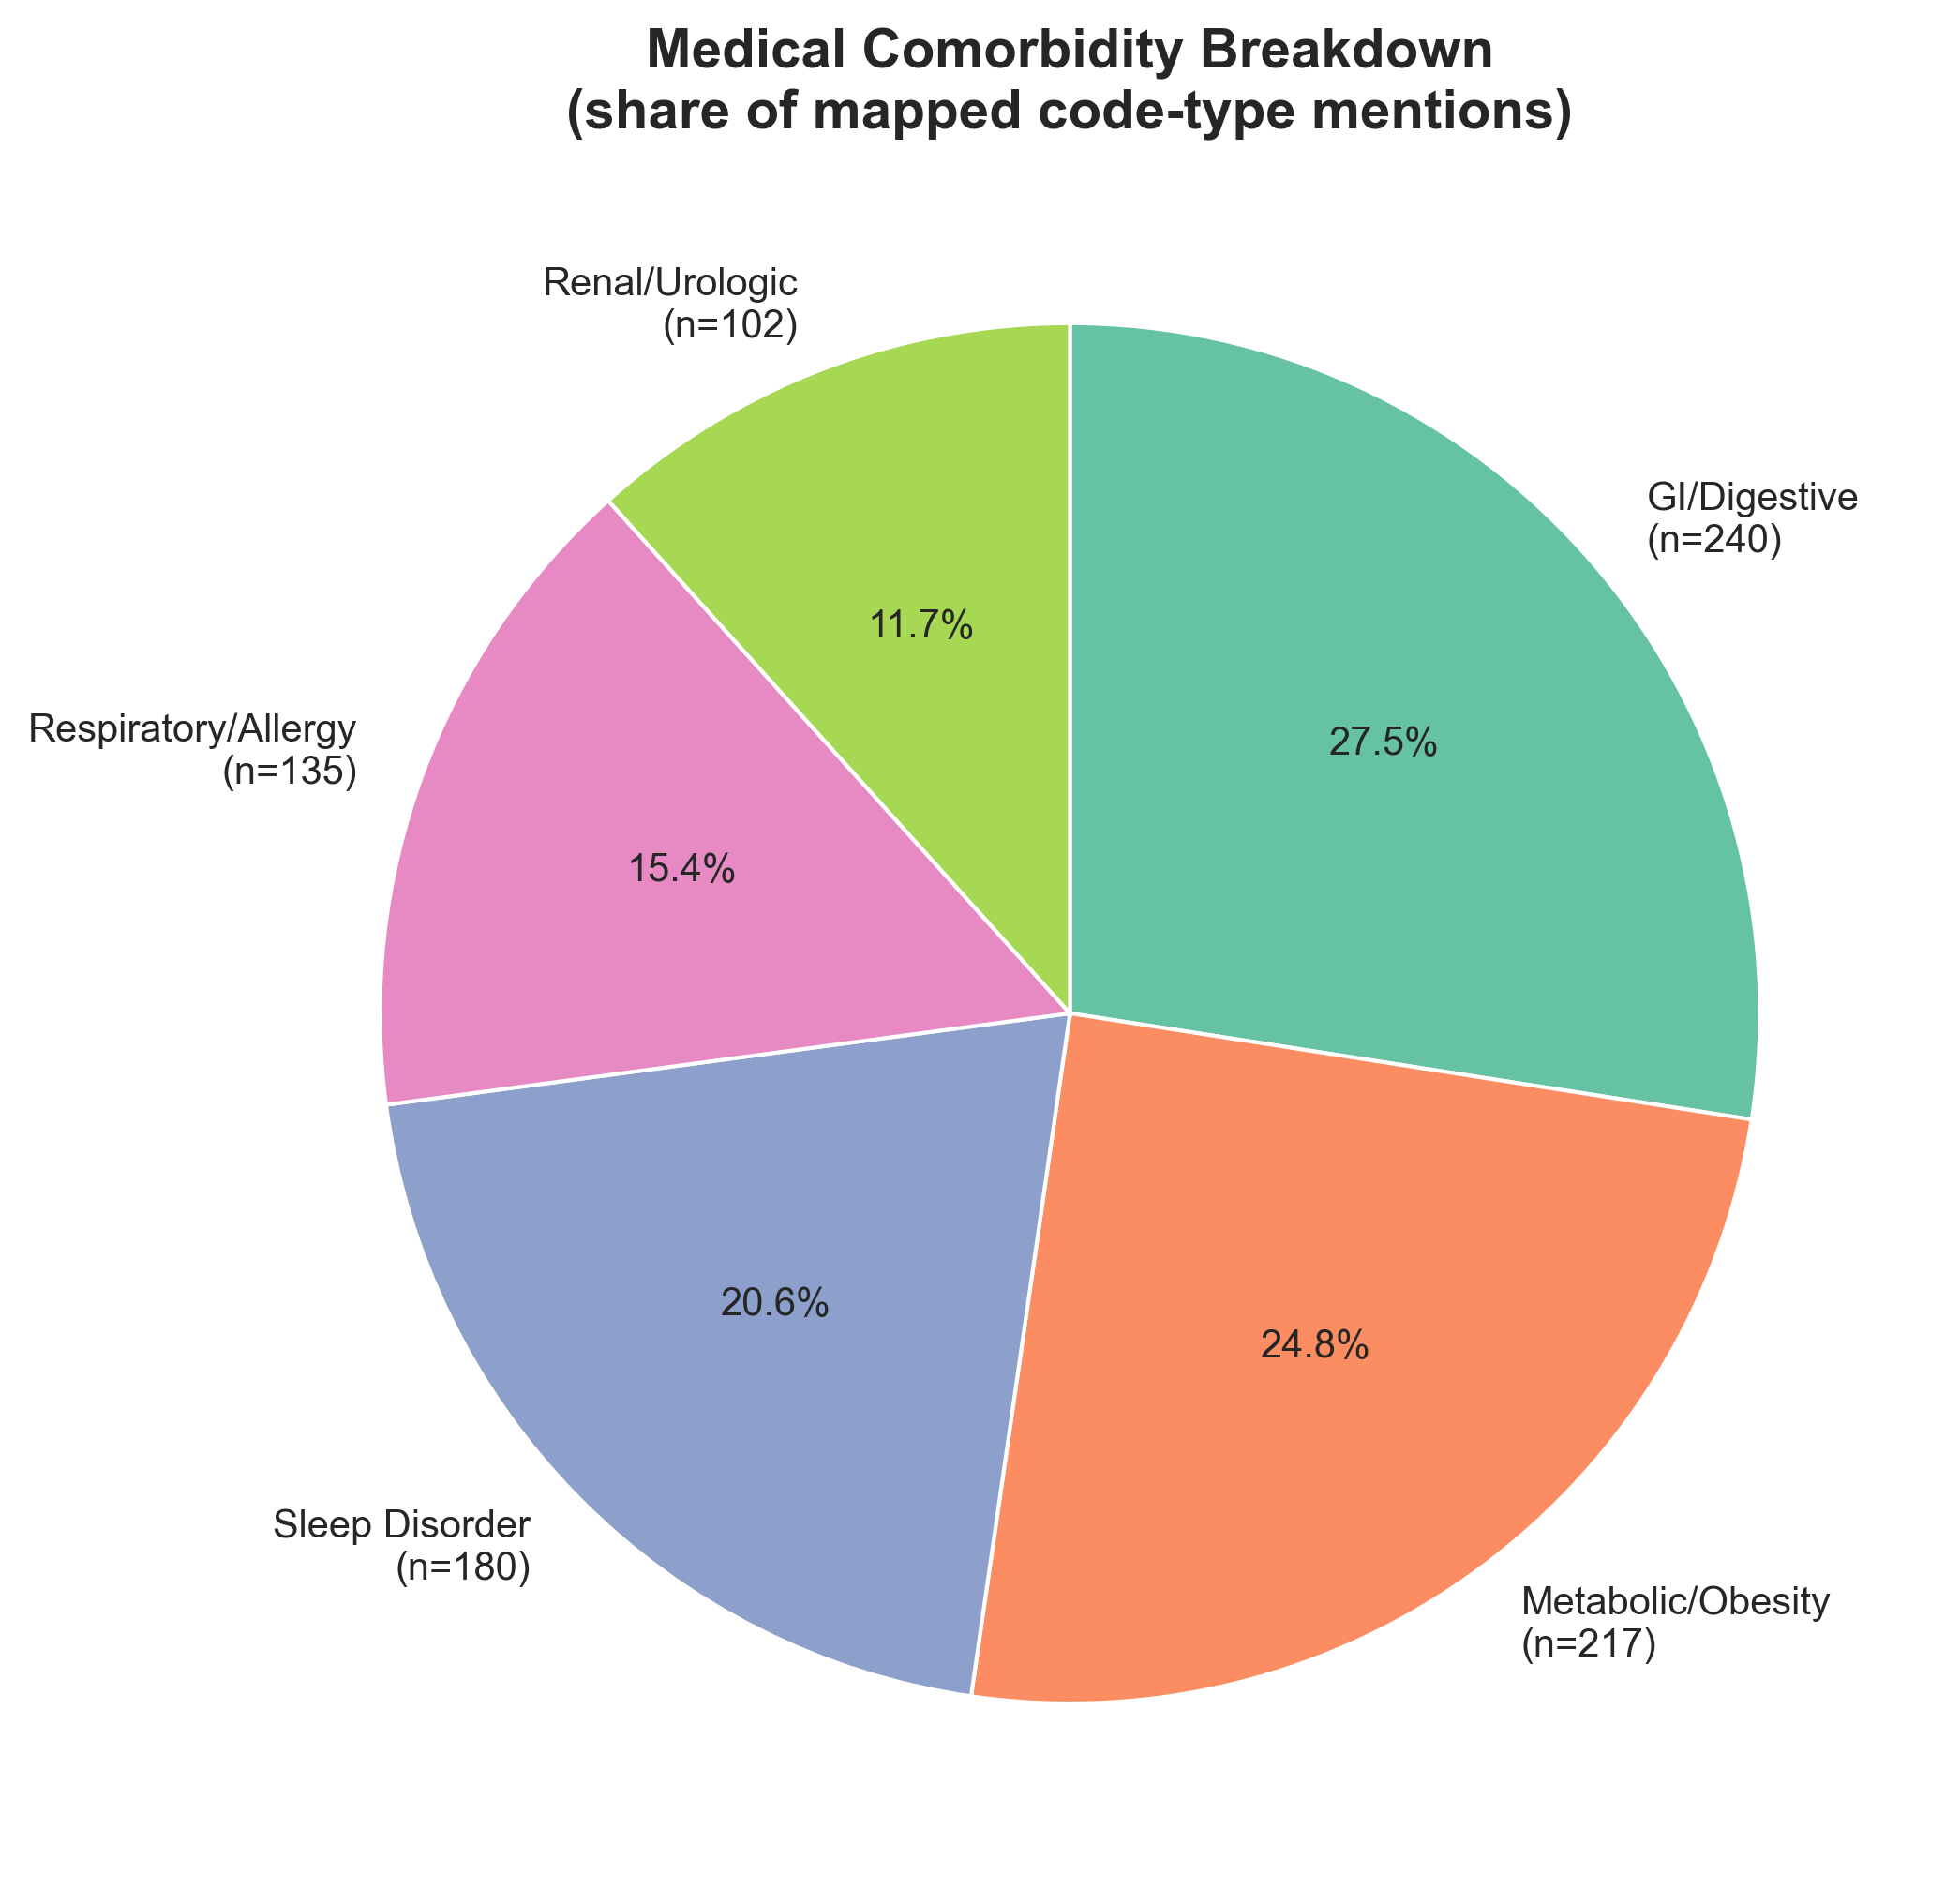 Medical Comorbidity Breakdown
(share of mapped code-type mentions)
Renal/Urologic
(n=102)
GI/Digestive
(n=240)
11.7%
Respiratory/Allergy
(n=135)
27.5%
15.4%
20.6%
24.8%
Sleep Disorder
(n=180)
Metabolic/Obesity
(n=217)